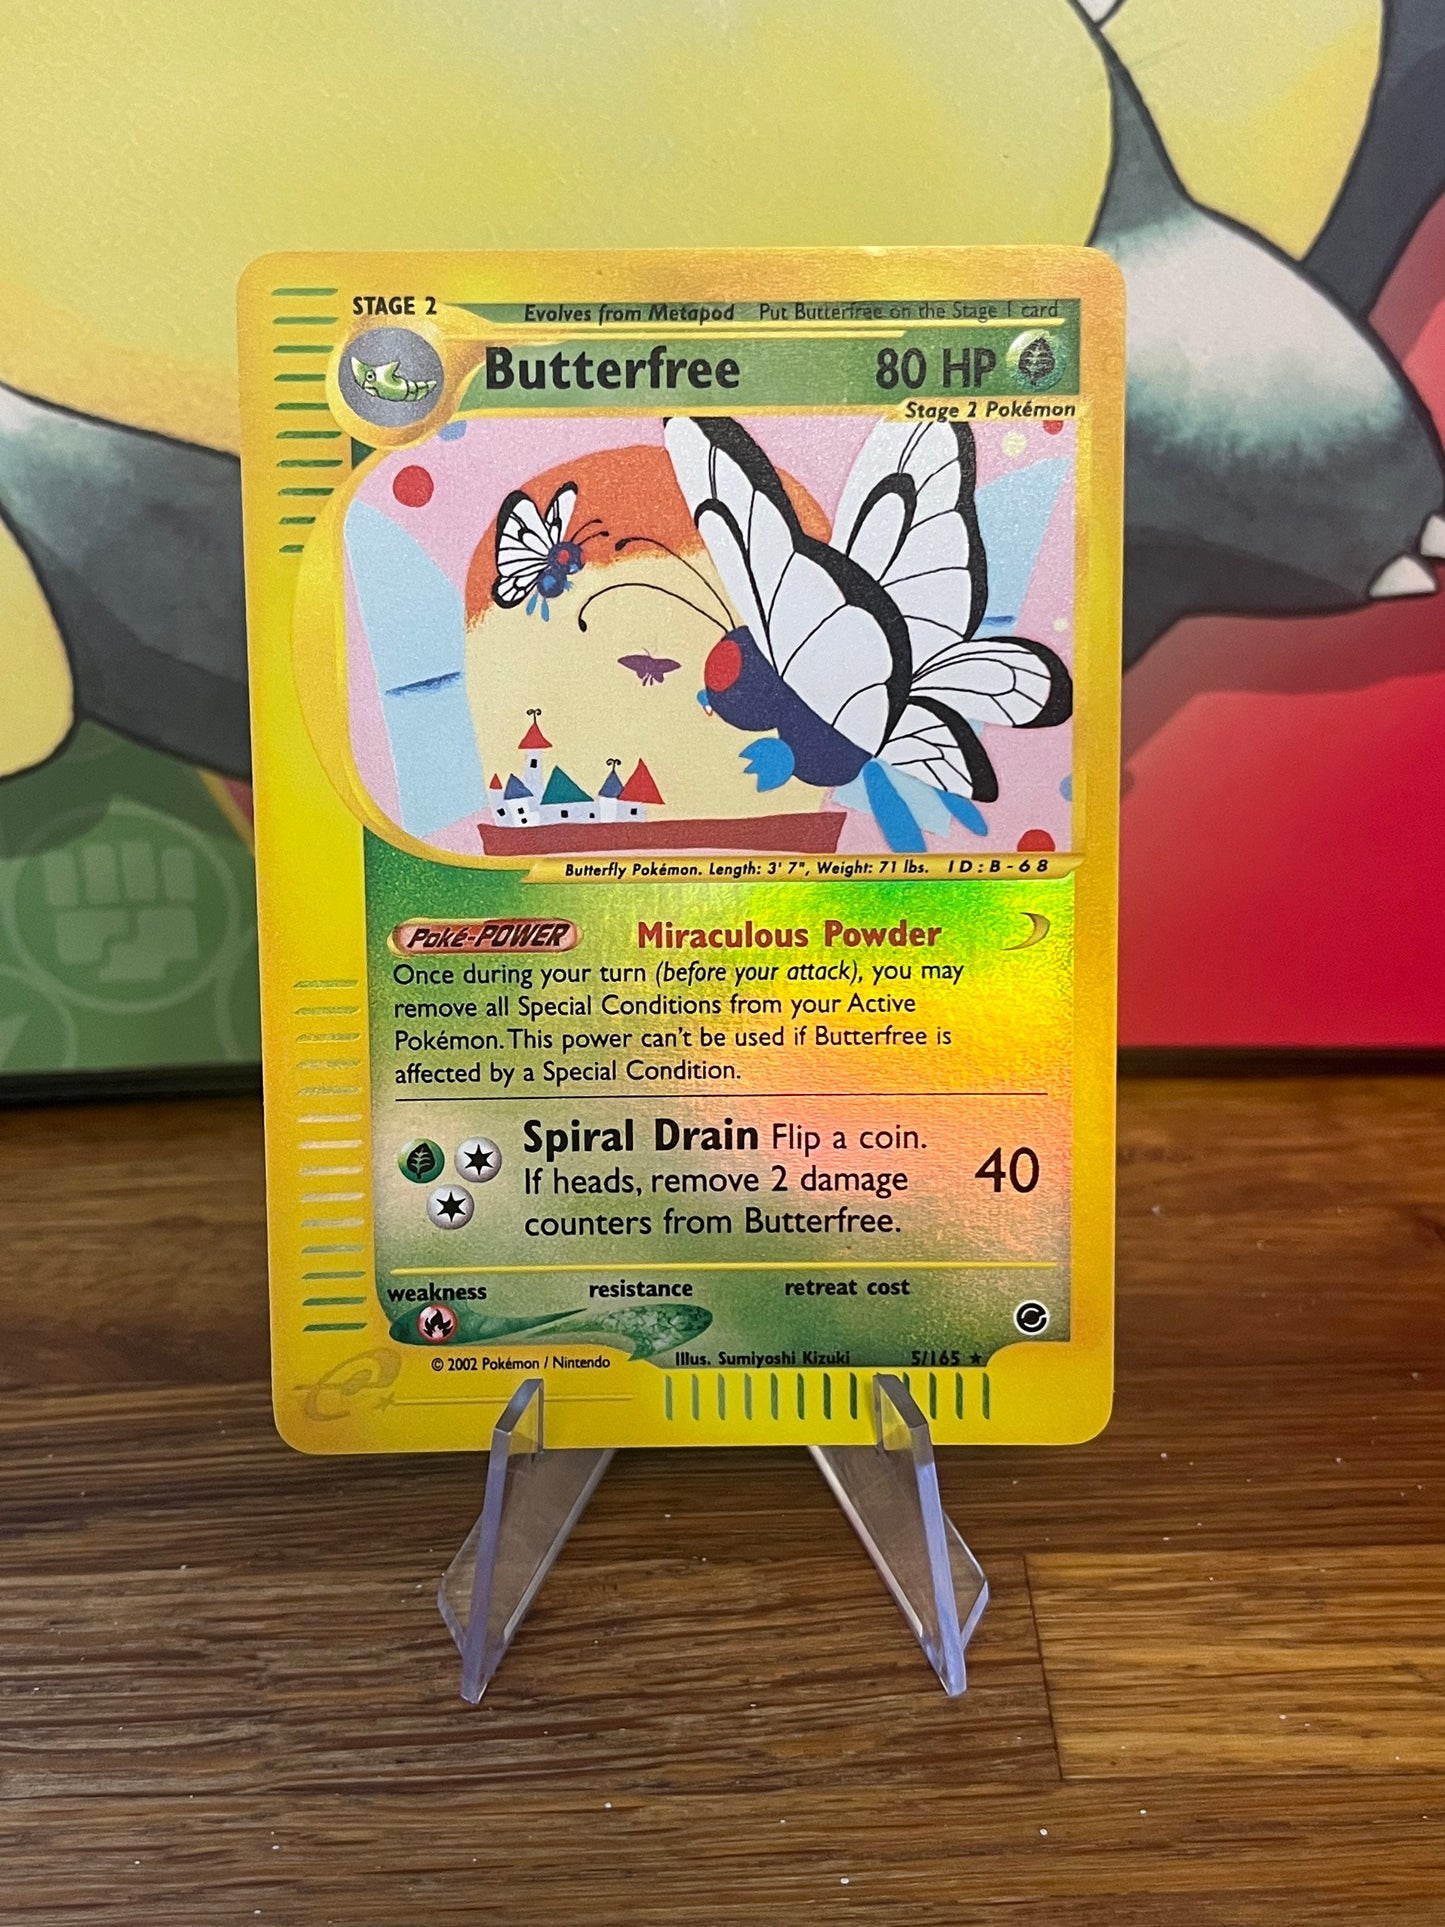 STAGE 2
Evolves from Metapod Put Butterfree on the Stage 1 card
Butterfree 80 HP
Stage 2 Pokémon
Butterfly Pokémon. Length: 3' 7", Weight: 71 lbs. ID:B-68
Poké-POWER Miraculous Powder
Once during your turn (before your attack), you may
remove all Special Conditions from your Active
Pokémon. This power can't be used if Butterfree is
affected by a Special Condition.
Spiral Drain Flip a coin.
If heads, remove 2 damage
counters from Butterfree.
40
weakness resistance retreat cost
© 2002 Pokémon / Nintendo Illus. Sumiyoshi Kizuki 5/165 ★
e